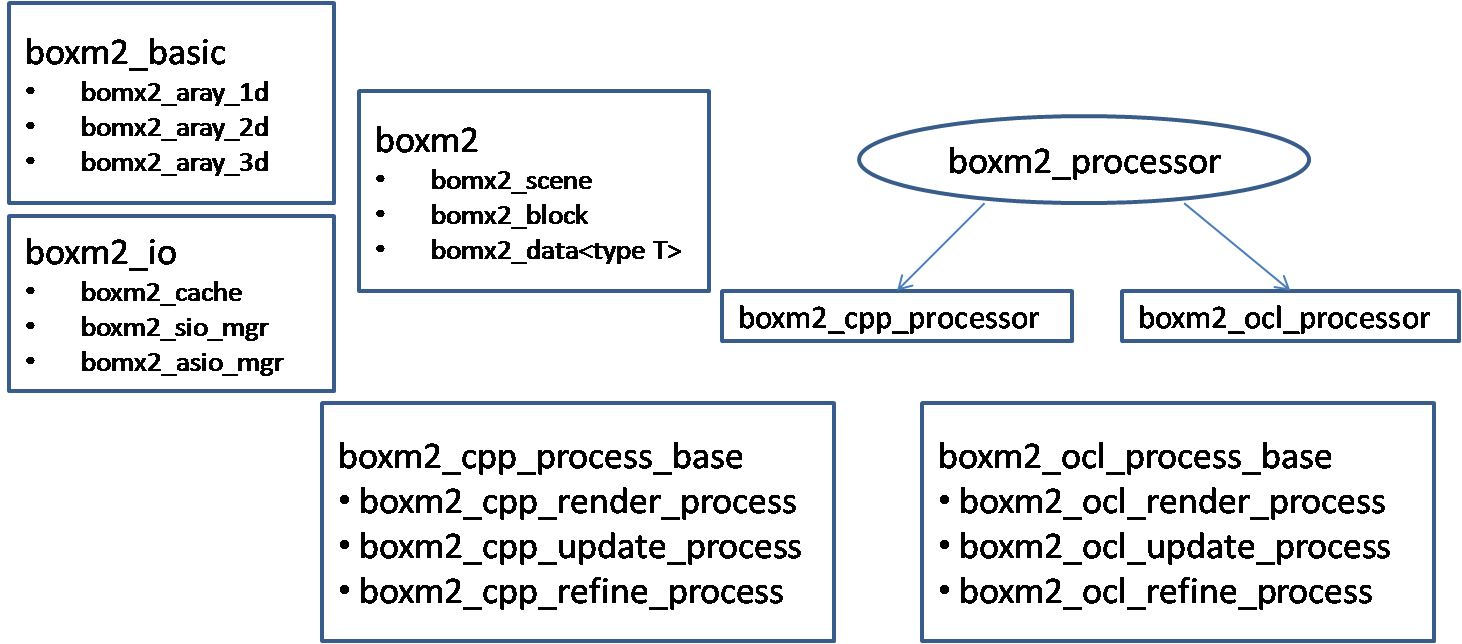 boxm2_basic
• bomx2_aray_1d
• bomx2_aray_2d
• bomx2_aray_3d
boxm2_io
• boxm2_cache
• boxm2_sio_mgr
• bomx2_asio_mgr
boxm2
• bomx2_scene
• bomx2_block
• bomx2_data<type T>
boxm2_processor
boxm2_cpp_processor
boxm2_ocl_processor
boxm2_cpp_process_base
• boxm2_cpp_render_process
• boxm2_cpp_update_process
• boxm2_cpp_refine_process
boxm2_ocl_process_base
• boxm2_ocl_render_process
• boxm2_ocl_update_process
• boxm2_ocl_refine_process